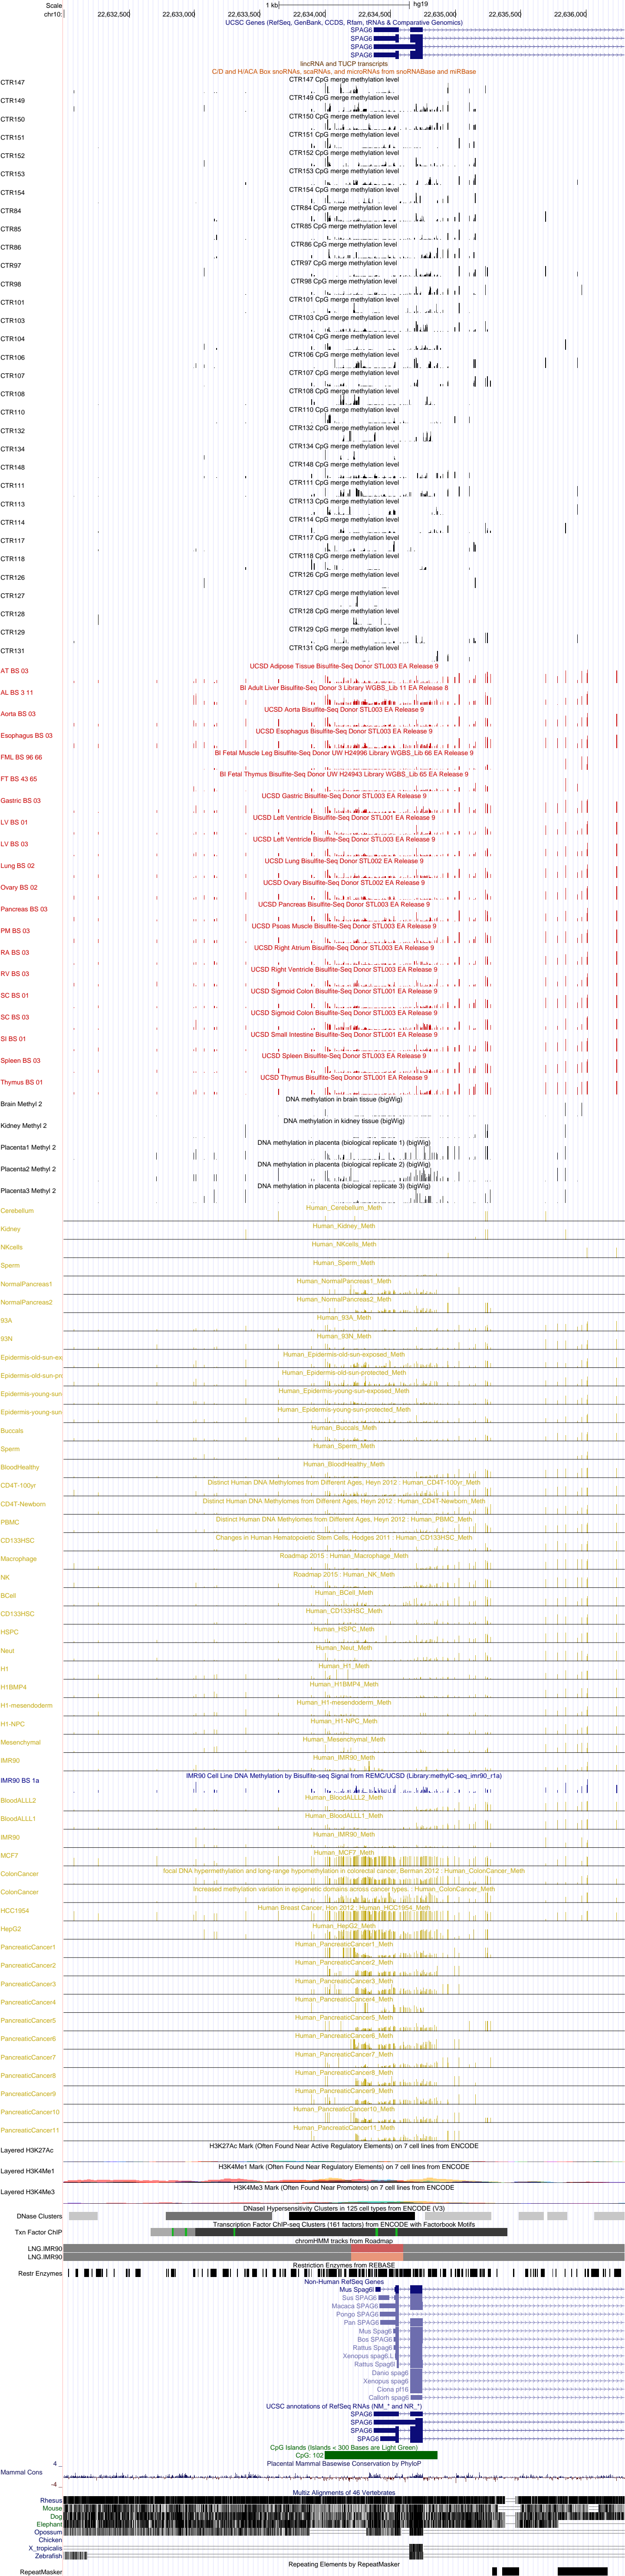 Scale 1 kb hg19
chr10: 22,632,500 22,633,000 22,633,500 22,634,000 22,634,500 22,635,000 22,635,500 22,636,000
UCSC Genes (RefSeq, GenBank, CCDS, Rfam, tRNAs & Comparative Genomics)
SPAG6
SPAG6
SPAG6
SPAG6
lincRNA and TUCP transcripts
C/D and H/ACA Box snoRNAs, scaRNAs, and microRNAs from snoRNABase and miRBase
CTR147 CpG merge methylation level
CTR147
CTR149 CpG merge methylation level
CTR149
CTR150 CpG merge methylation level
CTR150
CTR151 CpG merge methylation level
CTR151
CTR152 CpG merge methylation level
CTR152
CTR153 CpG merge methylation level
CTR153
CTR154 CpG merge methylation level
CTR154
CTR84 CpG merge methylation level
CTR84
CTR85 CpG merge methylation level
CTR85
CTR86 CpG merge methylation level
CTR86
CTR97 CpG merge methylation level
CTR97
CTR98 CpG merge methylation level
CTR98
CTR101 CpG merge methylation level
CTR101
CTR103 CpG merge methylation level
CTR103
CTR104 CpG merge methylation level
CTR104
CTR106 CpG merge methylation level
CTR106
CTR107 CpG merge methylation level
CTR107
CTR108 CpG merge methylation level
CTR108
CTR110 CpG merge methylation level
CTR110
CTR132 CpG merge methylation level
CTR132
CTR134 CpG merge methylation level
CTR134
CTR148 CpG merge methylation level
CTR148
CTR111 CpG merge methylation level
CTR111
CTR113 CpG merge methylation level
CTR113
CTR114 CpG merge methylation level
CTR114
CTR117 CpG merge methylation level
CTR117
CTR118 CpG merge methylation level
CTR118
CTR126 CpG merge methylation level
CTR126
CTR127 CpG merge methylation level
CTR127
CTR128 CpG merge methylation level
CTR128
CTR129 CpG merge methylation level
CTR129
CTR131 CpG merge methylation level
CTR131
UCSD Adipose Tissue Bisulfite-Seq Donor STL003 EA Release 9
AT BS 03
BI Adult Liver Bisulfite-Seq Donor 3 Library WGBS_Lib 11 EA Release 8
AL BS 3 11
UCSD Aorta Bisulfite-Seq Donor STL003 EA Release 9
Aorta BS 03
UCSD Esophagus Bisulfite-Seq Donor STL003 EA Release 9
Esophagus BS 03
BI Fetal Muscle Leg Bisulfite-Seq Donor UW H24996 Library WGBS_Lib 66 EA Release 9
FML BS 96 66
BI Fetal Thymus Bisulfite-Seq Donor UW H24943 Library WGBS_Lib 65 EA Release 9
FT BS 43 65
UCSD Gastric Bisulfite-Seq Donor STL003 EA Release 9
Gastric BS 03
UCSD Left Ventricle Bisulfite-Seq Donor STL001 EA Release 9
LV BS 01
UCSD Left Ventricle Bisulfite-Seq Donor STL003 EA Release 9
LV BS 03
UCSD Lung Bisulfite-Seq Donor STL002 EA Release 9
Lung BS 02
UCSD Ovary Bisulfite-Seq Donor STL002 EA Release 9
Ovary BS 02
UCSD Pancreas Bisulfite-Seq Donor STL003 EA Release 9
Pancreas BS 03
UCSD Psoas Muscle Bisulfite-Seq Donor STL003 EA Release 9
PM BS 03
UCSD Right Atrium Bisulfite-Seq Donor STL003 EA Release 9
RA BS 03
UCSD Right Ventricle Bisulfite-Seq Donor STL003 EA Release 9
RV BS 03
UCSD Sigmoid Colon Bisulfite-Seq Donor STL001 EA Release 9
SC BS 01
UCSD Sigmoid Colon Bisulfite-Seq Donor STL003 EA Release 9
SC BS 03
UCSD Small Intestine Bisulfite-Seq Donor STL001 EA Release 9
SI BS 01
UCSD Spleen Bisulfite-Seq Donor STL003 EA Release 9
Spleen BS 03
UCSD Thymus Bisulfite-Seq Donor STL001 EA Release 9
Thymus BS 01
DNA methylation in brain tissue (bigWig)
Brain Methyl 2
DNA methylation in kidney tissue (bigWig)
Kidney Methyl 2
DNA methylation in placenta (biological replicate 1) (bigWig)
Placenta1 Methyl 2
DNA methylation in placenta (biological replicate 2) (bigWig)
Placenta2 Methyl 2
DNA methylation in placenta (biological replicate 3) (bigWig)
Placenta3 Methyl 2
Human_Cerebellum_Meth
Cerebellum
Human_Kidney_Meth
Kidney
Human_NKcells_Meth
NKcells
Human_Sperm_Meth
Sperm
Human_NormalPancreas1_Meth
NormalPancreas1
Human_NormalPancreas2_Meth
NormalPancreas2
Human_93A_Meth
93A
Human_93N_Meth
93N
Human_Epidermis-old-sun-exposed_Meth
Epidermis-old-sun-ex
Human_Epidermis-old-sun-protected_Meth
Epidermis-old-sun-pr
Human_Epidermis-young-sun-exposed_Meth
Epidermis-young-sun
Human_Epidermis-young-sun-protected_Meth
Epidermis-young-sun
Human_Buccals_Meth
Buccals
Human_Sperm_Meth
Sperm
Human_BloodHealthy_Meth
BloodHealthy
Distinct Human DNA Methylomes from Different Ages, Heyn 2012 : Human_CD4T-100yr_Meth
CD4T-100yr
Distinct Human DNA Methylomes from Different Ages, Heyn 2012 : Human_CD4T-Newborn_Meth
CD4T-Newborn
Distinct Human DNA Methylomes from Different Ages, Heyn 2012 : Human_PBMC_Meth
PBMC
Changes in Human Hematopoietic Stem Cells, Hodges 2011 : Human_CD133HSC_Meth
CD133HSC
Roadmap 2015 : Human_Macrophage_Meth
Macrophage
Roadmap 2015 : Human_NK_Meth
NK
Human_BCell_Meth
BCell
Human_CD133HSC_Meth
CD133HSC
Human_HSPC_Meth
HSPC
Human_Neut_Meth
Neut
Human_H1_Meth
H1
Human_H1BMP4_Meth
H1BMP4
Human_H1-mesendoderm_Meth
H1-mesendoderm
Human_H1-NPC_Meth
H1-NPC
Human_Mesenchymal_Meth
Mesenchymal
Human_IMR90_Meth
IMR90
IMR90 Cell Line DNA Methylation by Bisulfite-seq Signal from REMC/UCSD (Library:methylC-seq_imr90_r1a)
IMR90 BS 1a
Human_BloodALLL2_Meth
BloodALLL2
Human_BloodALLL1_Meth
BloodALLL1
Human_IMR90_Meth
IMR90
Human_MCF7_Meth
MCF7
focal DNA hypermethylation and long-range hypomethylation in colorectal cancer, Berman 2012 : Human_ColonCancer_Meth
ColonCancer
Increased methylation variation in epigenetic domains across cancer types, : Human_ColonCancer_Meth
ColonCancer
Human Breast Cancer, Hon 2012 : Human_HCC1954_Meth
HCC1954
Human_HepG2_Meth
HepG2
Human_PancreaticCancer1_Meth
PancreaticCancer1
Human_PancreaticCancer2_Meth
PancreaticCancer2
Human_PancreaticCancer3_Meth
PancreaticCancer3
Human_PancreaticCancer4_Meth
PancreaticCancer4
Human_PancreaticCancer5_Meth
PancreaticCancer5
Human_PancreaticCancer6_Meth
PancreaticCancer6
Human_PancreaticCancer7_Meth
PancreaticCancer7
Human_PancreaticCancer8_Meth
PancreaticCancer8
Human_PancreaticCancer9_Meth
PancreaticCancer9
Human_PancreaticCancer10_Meth
PancreaticCancer10
Human_PancreaticCancer11_Meth
PancreaticCancer11
H3K27Ac Mark (Often Found Near Active Regulatory Elements) on 7 cell lines from ENCODE
Layered H3K27Ac
H3K4Me1 Mark (Often Found Near Regulatory Elements) on 7 cell lines from ENCODE
Layered H3K4Me1
H3K4Me3 Mark (Often Found Near Promoters) on 7 cell lines from ENCODE
Layered H3K4Me3
DNaseI Hypersensitivity Clusters in 125 cell types from ENCODE (V3)
DNase Clusters
Transcription Factor ChIP-seq Clusters (161 factors) from ENCODE with Factorbook Motifs
Txn Factor ChIP
chromHMM tracks from Roadmap
LNG.IMR90
LNG.IMR90
Restriction Enzymes from REBASE
Restr Enzymes
Non-Human RefSeq Genes
Mus Spag6l
Sus SPAG6
Macaca SPAG6
Pongo SPAG6
Pan SPAG6
Mus Spag6
Bos SPAG6
Rattus Spag6
Xenopus spag6.L
Rattus Spag6l
Danio spag6
Xenopus spag6
Ciona pf16
Callorh spag6
UCSC annotations of RefSeq RNAs (NM_* and NR_*)
SPAG6
SPAG6
SPAG6
SPAG6
CpG Islands (Islands < 300 Bases are Light Green)
CpG: 102
Placental Mammal Basewise Conservation by PhyloP
4 _
Mammal Cons
-4 _
Multiz Alignments of 46 Vertebrates
Rhesus
Mouse
Dog
Elephant
Opossum
Chicken
X_tropicalis
Zebrafish
Repeating Elements by RepeatMasker
RepeatMasker